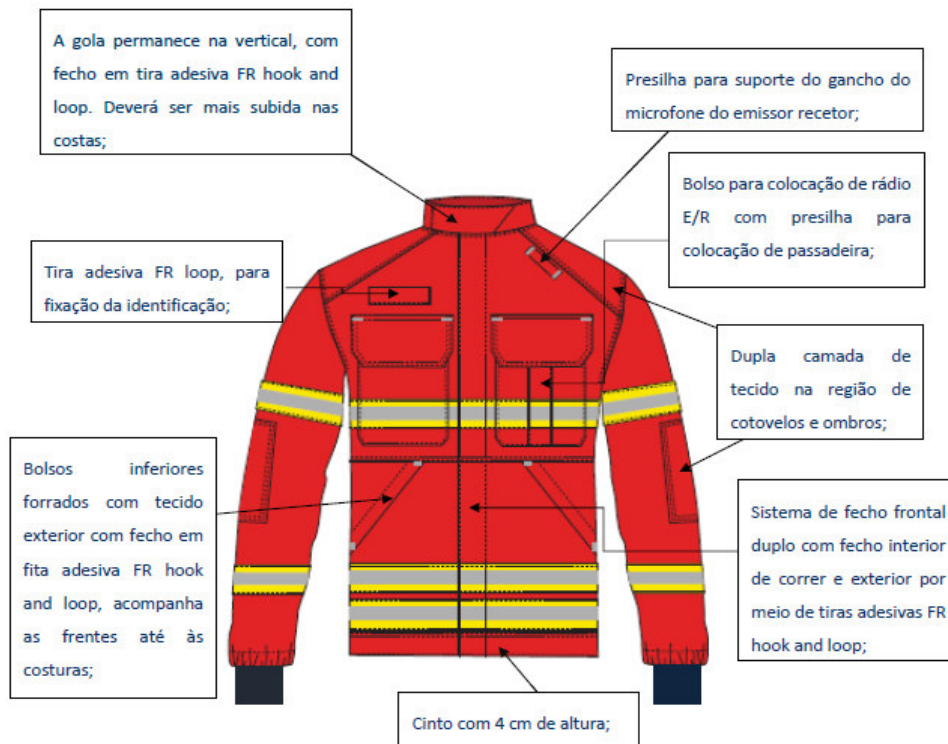 A gola permanece na vertical, com
fecho em tira adesiva FR hook and
loop. Deverá ser mais subida nas
costas;
Presilha para suporte do gancho do
microfone do emissor recetor;
Bolso para colocação de rádio
E/R com presilha para
colocação de passadeira;
Tira adesiva FR loop, para
fixação da identificação;
Dupla camada de
tecido na região de
cotovelos e ombros;
Bolsos inferiores
forrados com tecido
exterior com fecho em
fita adesiva FR hook
and loop, acompanha
as frentes até às
costuras;
Sistema de fecho frontal
duplo com fecho interior
de correr e exterior por
meio de tiras adesivas FR
hook and loop;
Cinto com 4 cm de altura;